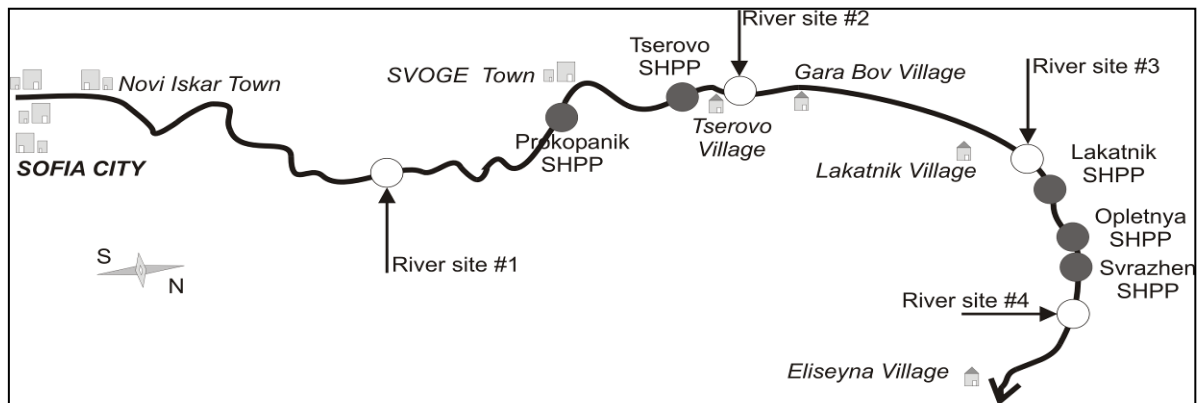 River site #2
Tserovo
SHPP
Novi Iskar Town
SVOGE Town
Gara Bov Village
River site #3
Prokopanik
SHPP
Tserovo
Village
SOFIA CITY
Lakatnik Village
Lakatnik
SHPP
Opletnya
SHPP
S
N
River site #1
Svrazhen
SHPP
River site #4
Eliseyna Village